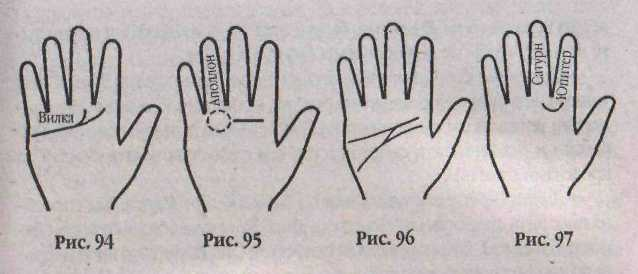 Вилка
Аполлон
Сатурн
Юпитер
Рис. 94
Рис. 95
Рис. 96
Рис. 97